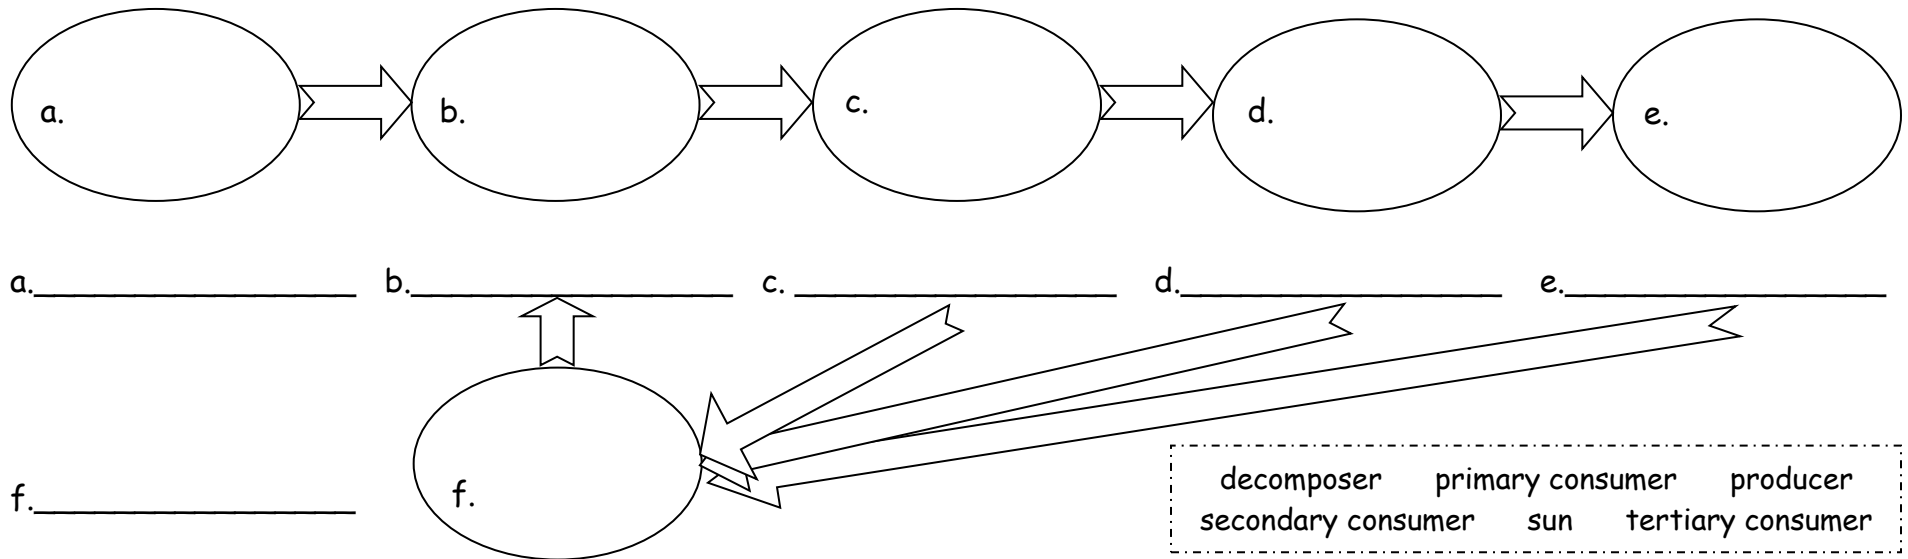 a. b. c. d. e.
a.________________ b.________________ c. ________________ d.________________ e.________________
f.________________ f.
decomposer primary consumer producer
secondary consumer sun tertiary consumer